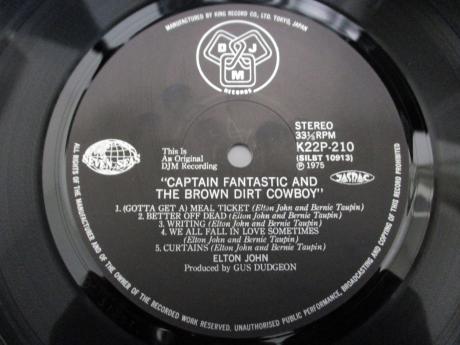 MANUFACTURED BY KING RECORD CO., LTD. TOKYO, JAPAN
D J M
RECORDS
STEREO
33⅓RPM
K22P-210
(SILBT 10913)
Ⓟ1975
This Is
An Original
DJM Recording
SEVEN SEAS
JASRAC
"CAPTAIN FANTASTIC AND
THE BROWN DIRT COWBOY"
1. (GOTTA GET A) MEAL TICKET (Elton John and Bernie Taupin)
2. BETTER OFF DEAD (Elton John and Bernie Taupin)
3. WRITING (Elton John and Bernie Taupin)
4. WE ALL FALL IN LOVE SOMETIMES
(Elton John and Bernie Taupin)
5. CURTAINS (Elton John and Bernie Taupin)
ELTON JOHN
Produced by GUS DUDGEON
ALL RIGHTS OF THE MANUFACTURER AND OF THE OWNER OF THE RECORDED WORK RESERVED, UNAUTHORISED PUBLIC PERFORMANCE, BROADCASTING AND COPYING OF THIS RECORD PROHIBITED